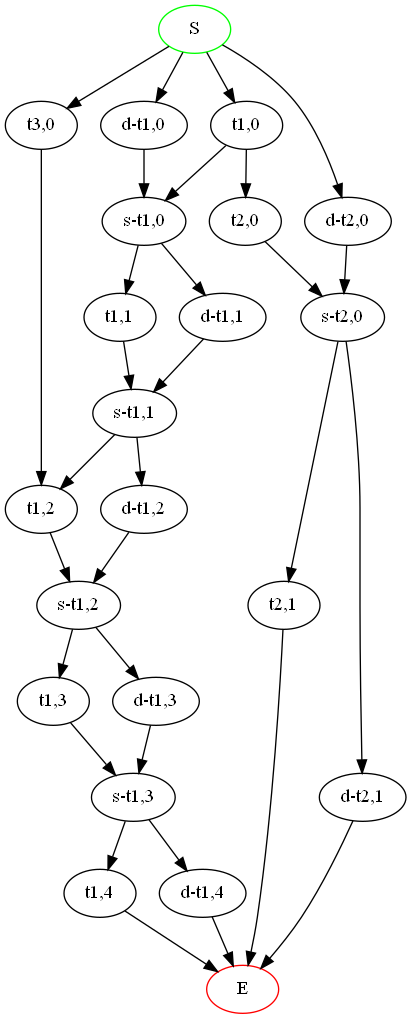 S
t3,0
d-t1,0
t1,0
s-t1,0
t2,0
d-t2,0
t1,1
d-t1,1
s-t2,0
s-t1,1
t1,2
d-t1,2
s-t1,2
t2,1
t1,3
d-t1,3
s-t1,3
d-t2,1
t1,4
d-t1,4
E